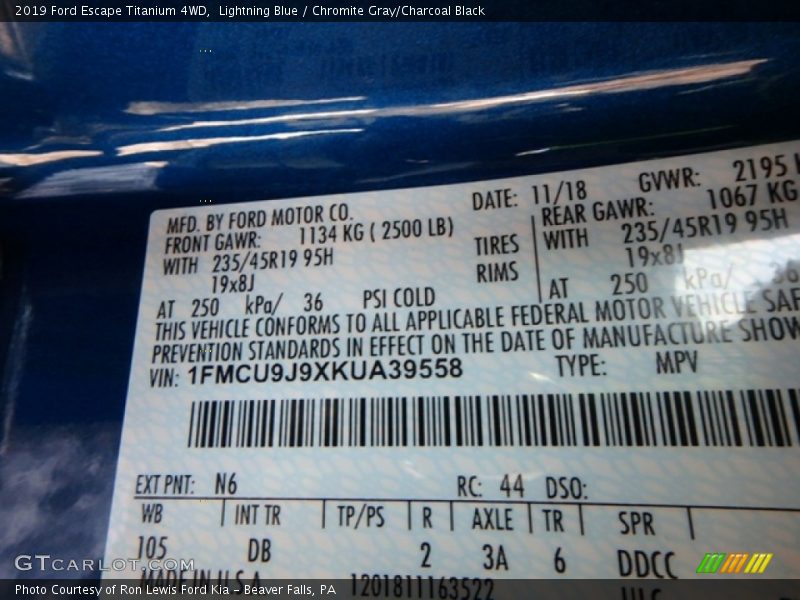 2019 Ford Escape Titanium 4WD,  Lightning Blue / Chromite Gray/Charcoal Black
MFD. BY FORD MOTOR CO. DATE: 11/18 GVWR: 2195
FRONT GAWR: 1134 KG ( 2500 LB) REAR GAWR: 1067 KG
WITH 235/45R19 95H TIRES WITH 235/45R19 95H
19x8J RIMS 19x8J
AT 250 kPa/ 36 PSI COLD AT 250 kPa/ 36
THIS VEHICLE CONFORMS TO ALL APPLICABLE FEDERAL MOTOR VEHICLE SAF
PREVENTION STANDARDS IN EFFECT ON THE DATE OF MANUFACTURE SHOW
VIN: 1FMCU9J9XKUA39558 TYPE: MPV
EXT PNT: N6 RC: 44 DSO:
WB INT TR TP/PS R AXLE TR SPR
105 DB 2 3A 6 DDCC
MADE IN U.S.A. 1201811163522
GTCARLOT.COM
Photo Courtesy of Ron Lewis Ford Kia - Beaver Falls, PA